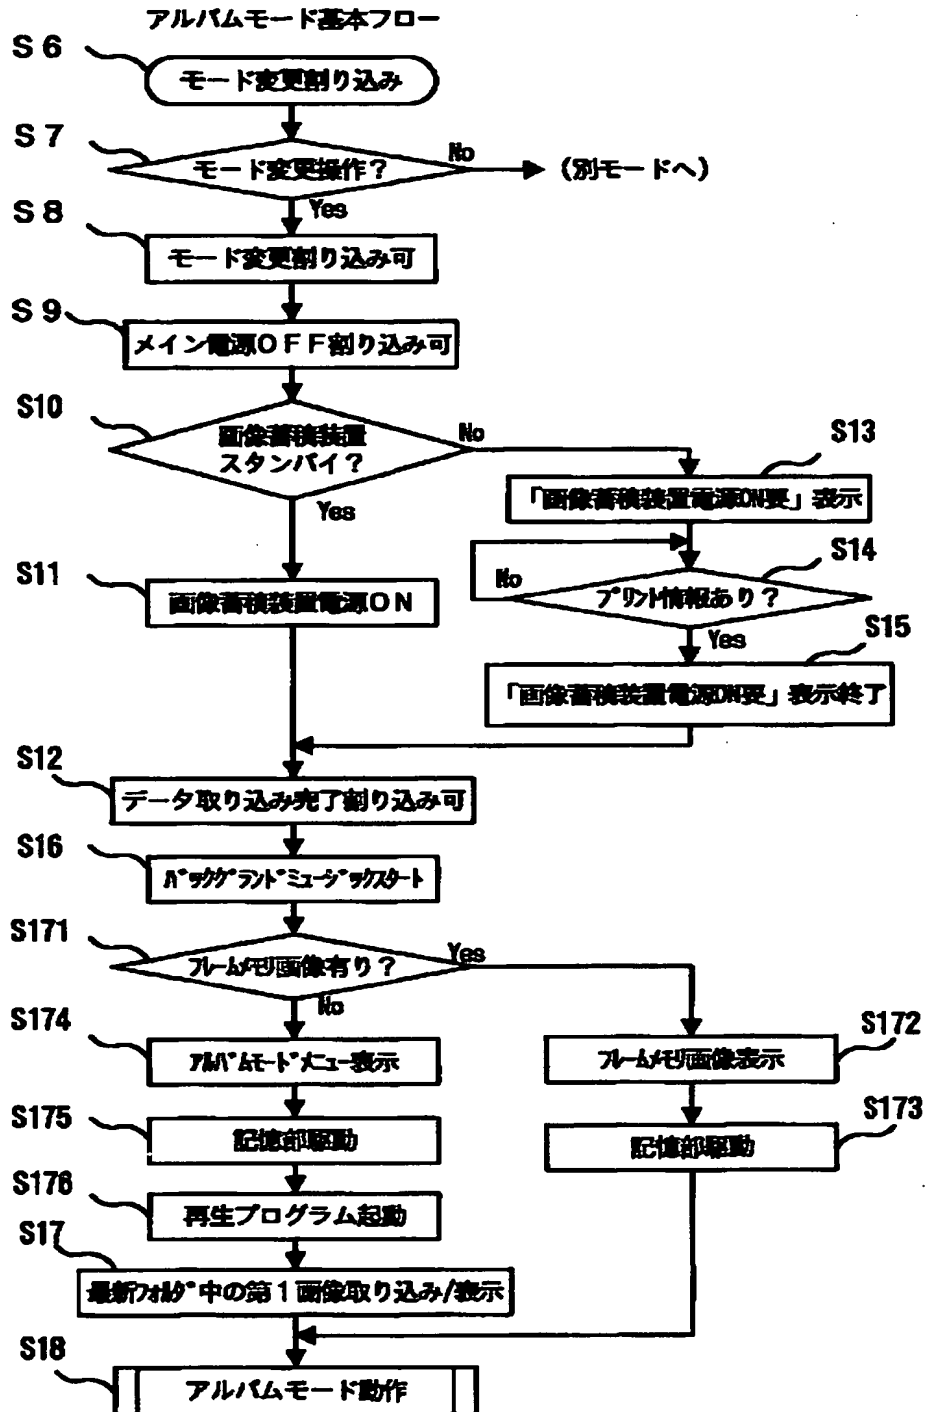 アルバムモード基本フロー
S6
モード変更割り込み
S7
モード変更操作？
No
(別モードへ)
Yes
S8
モード変更割り込み可
S9
メイン電源OFF割り込み可
S10
画像蓄積装置
スタンバイ？
No
Yes
S13
「画像蓄積装置電源ON要」表示
S14
プリント情報あり？
No
Yes
S11
画像蓄積装置電源ON
S15
「画像蓄積装置電源ON要」表示終了
S12
データ取り込み完了割り込み可
S16
バックグランドミュージックスタート
S171
フレームメモリ画像有り？
Yes
No
S174
アルバムモードメニュー表示
S172
フレームメモリ画像表示
S175
記憶部駆動
S173
記憶部駆動
S176
再生プログラム起動
S17
最新フォルダ中の第1画像取り込み/表示
S18
アルバムモード動作